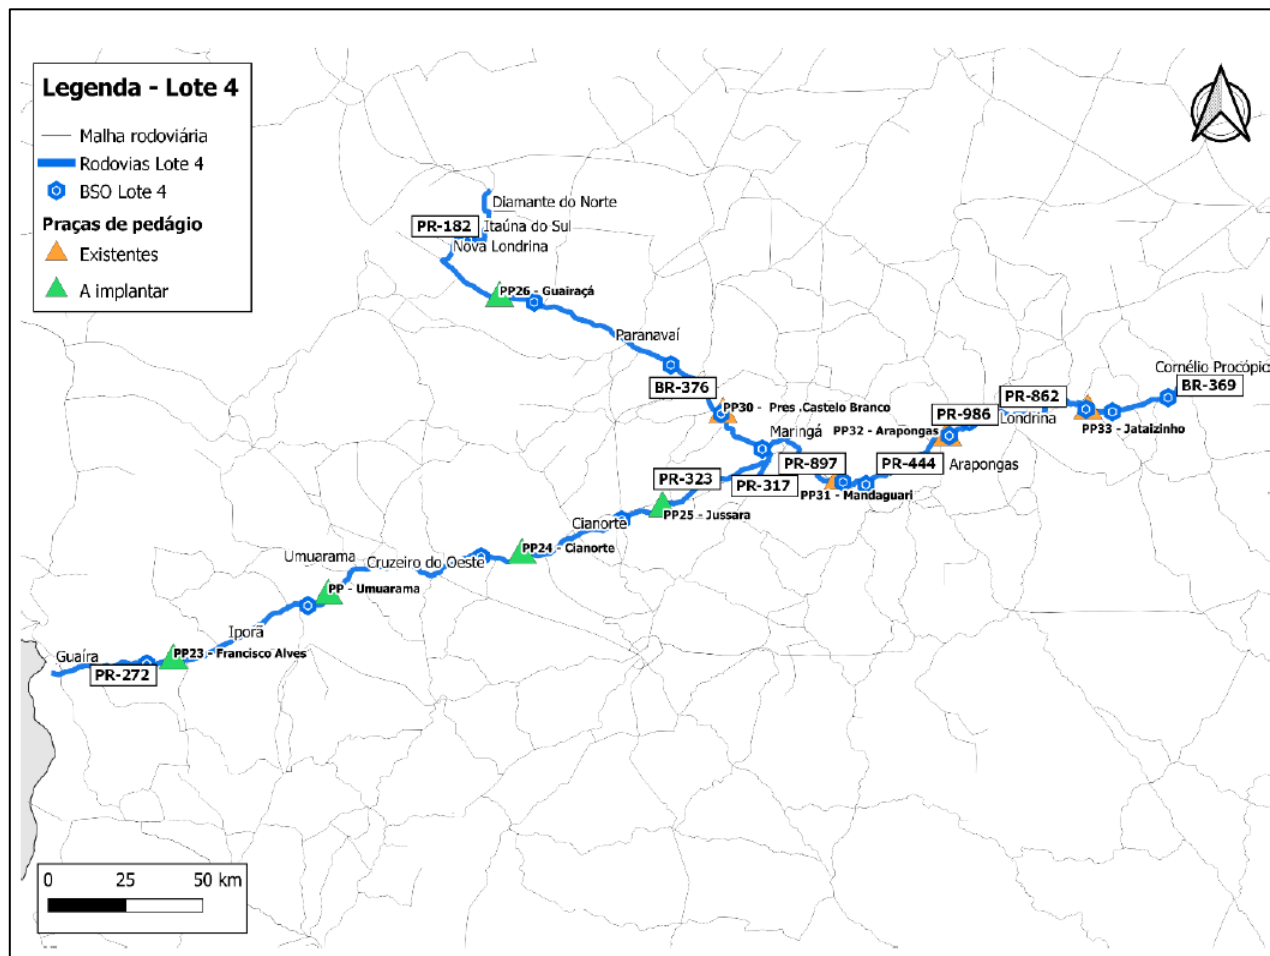 Legenda - Lote 4
Malha rodoviária
Rodovias Lote 4
BSO Lote 4
Praças de pedágio
Existentes
A implantar
Diamante do Norte
PR-182
Itaúna do Sul
Nova Londrina
PP26 - Guairaçá
Paranavaí
Cornélio Procópio
BR-376
BR-369
PR-862
PP30 - Pres .Castelo Branco
PR-986
Londrina
Maringá
PP32 - Arapongas
PP33 - Jataizinho
PR-897
PR-444
Arapongas
PR-323
PR-317
PP31 - Mandaguari
PP25 - Jussara
Cianorte
PP24 - Cianorte
Umuarama
Cruzeiro do Oeste
PP - Umuarama
Iporã
Guaíra
PP23 - Francisco Alves
PR-272
0 25 50 km